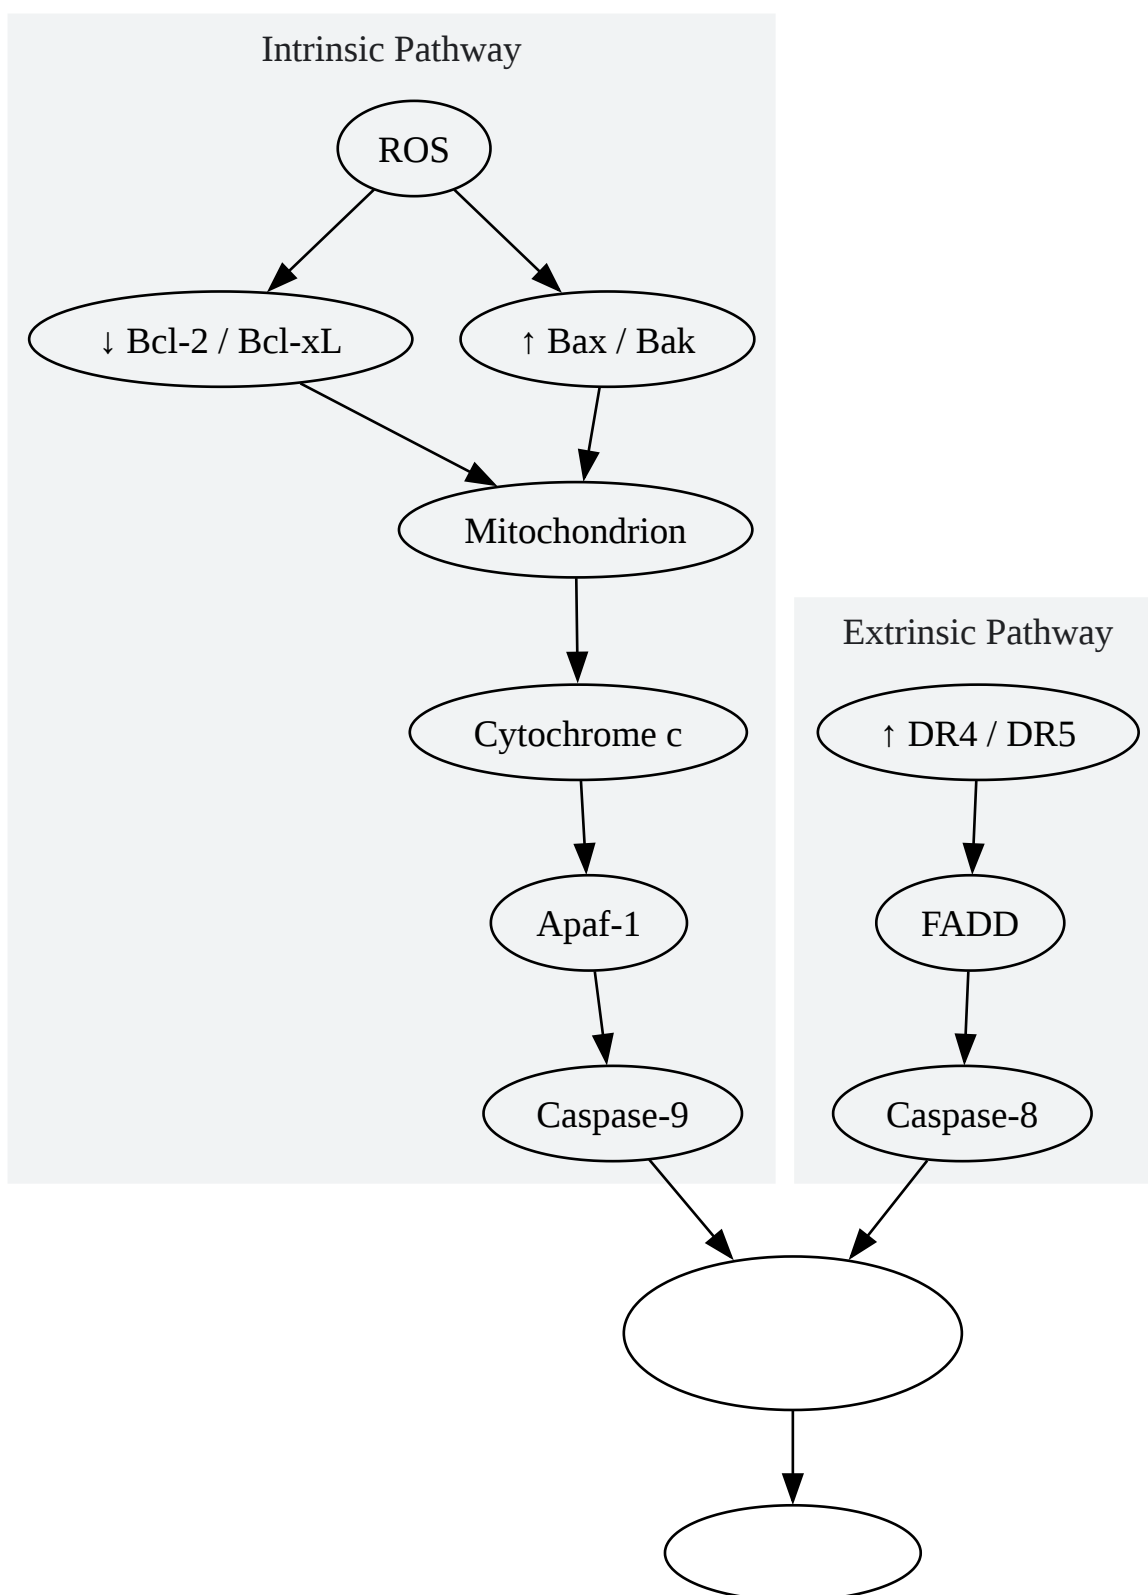 Intrinsic Pathway
ROS
↓ Bcl-2 / Bcl-xL
↑ Bax / Bak
Mitochondrion
Extrinsic Pathway
Cytochrome c
↑ DR4 / DR5
Apaf-1
FADD
Caspase-9
Caspase-8